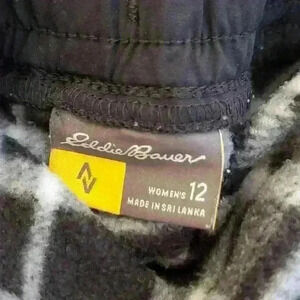 Eddie Bauer
WOMEN'S 12
MADE IN SRI LANKA